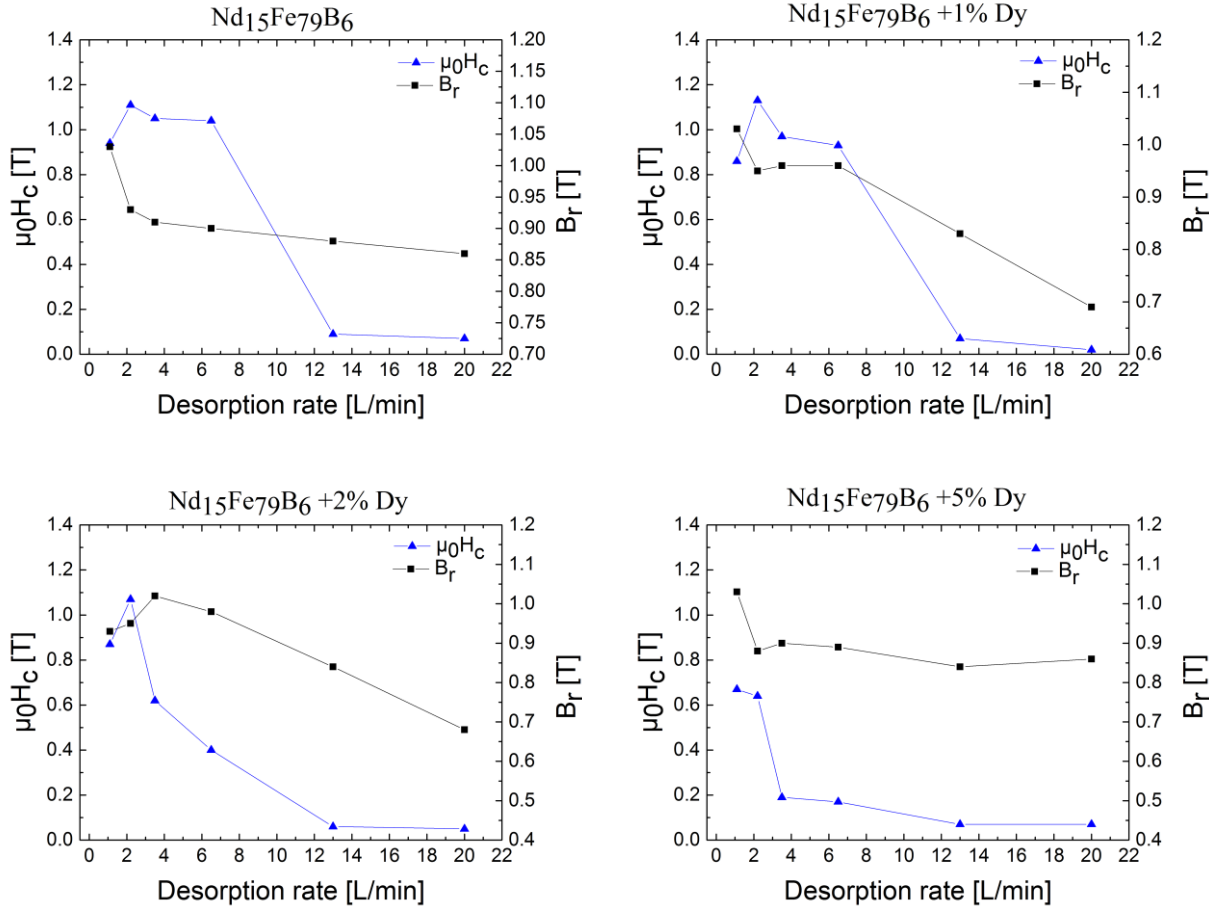 Nd15Fe79B6
1.4
1.2
1.0
0.8
0.6
0.4
0.2
0.0
μ0Hc [T]
μ0Hc
Br
1.20
1.15
1.10
1.05
1.00
0.95
0.90
0.85
0.80
0.75
0.70
Br [T]
0 2 4 6 8 10 12 14 16 18 20 22
Desorption rate [L/min]
Nd15Fe79B6 +1% Dy
1.4
1.2
1.0
0.8
0.6
0.4
0.2
0.0
μ0Hc [T]
μ0Hc
Br
1.2
1.1
1.0
0.9
0.8
0.7
0.6
Br [T]
0 2 4 6 8 10 12 14 16 18 20 22
Desorption rate [L/min]
Nd15Fe79B6 +2% Dy
1.4
1.2
1.0
0.8
0.6
0.4
0.2
0.0
μ0Hc [T]
μ0Hc
Br
1.2
1.1
1.0
0.9
0.8
0.7
0.6
0.5
0.4
Br [T]
0 2 4 6 8 10 12 14 16 18 20 22
Desorption rate [L/min]
Nd15Fe79B6 +5% Dy
1.4
1.2
1.0
0.8
0.6
0.4
0.2
0.0
μ0Hc [T]
μ0Hc
Br
1.2
1.1
1.0
0.9
0.8
0.7
0.6
0.5
0.4
Br [T]
0 2 4 6 8 10 12 14 16 18 20 22
Desorption rate [L/min]